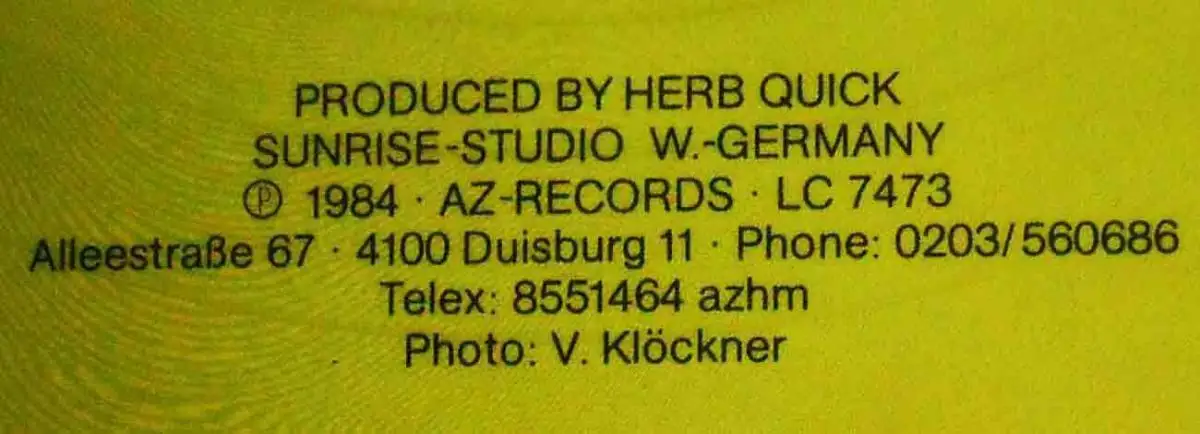 PRODUCED BY HERB QUICK
SUNRISE-STUDIO W.-GERMANY
Ⓟ 1984 · AZ-RECORDS · LC 7473
Alleestraße 67 · 4100 Duisburg 11 · Phone: 0203/560686
Telex: 8551464 azhm
Photo: V. Klöckner